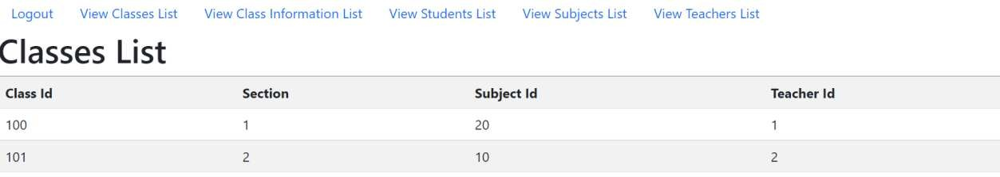 Logout View Classes List View Class Information List View Students List View Subjects List View Teachers List
Classes List
Class Id Section Subject Id Teacher Id
100 1 20 1
101 2 10 2